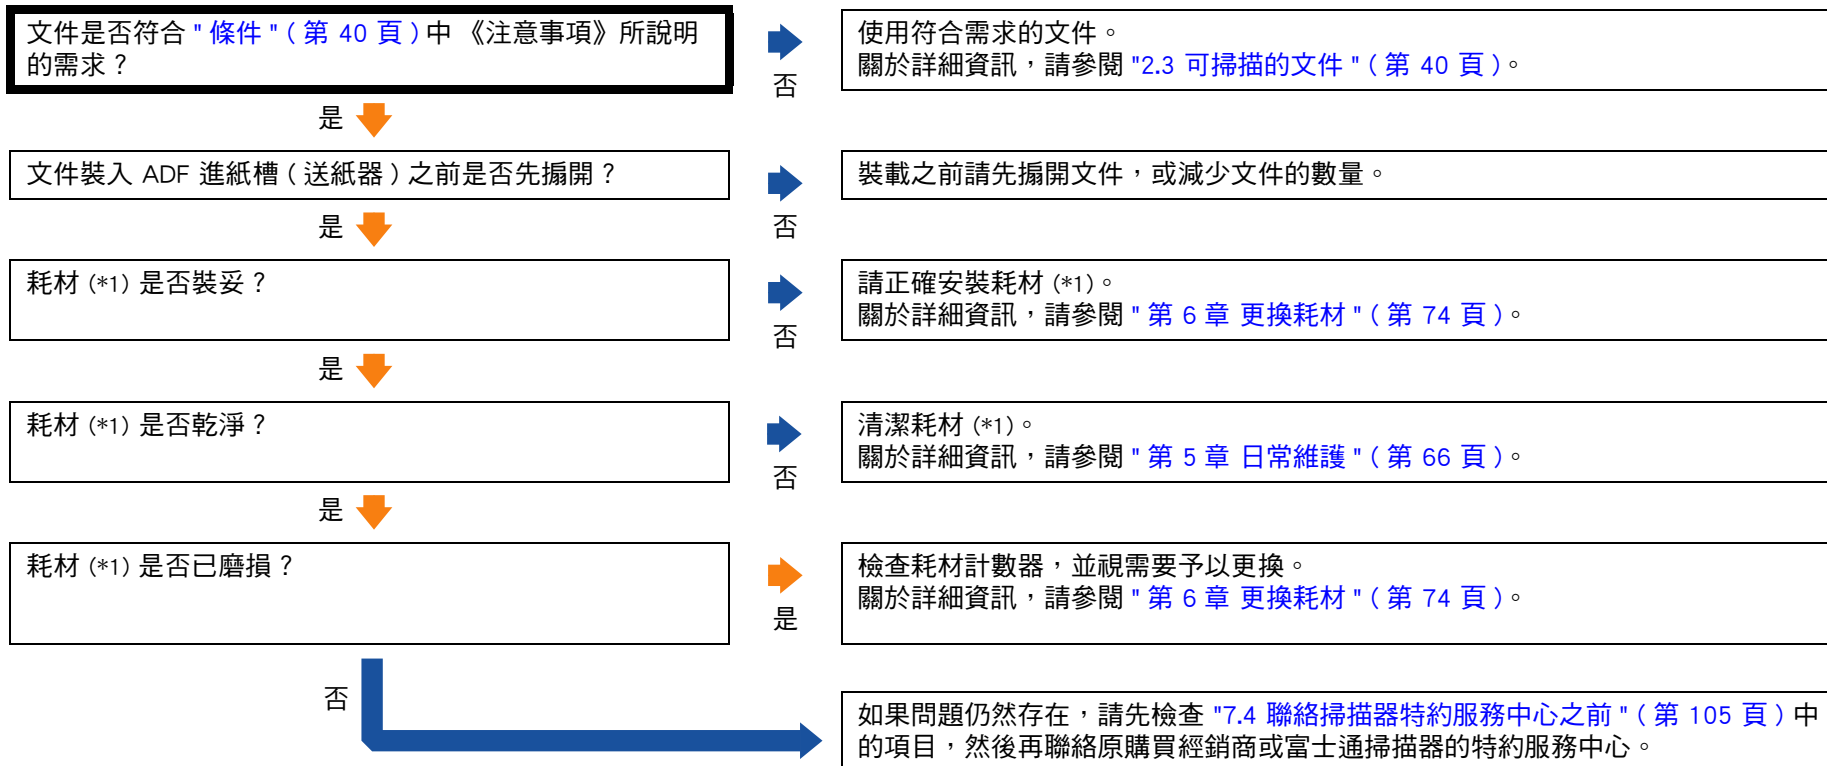 文件是否符合 " 條件 " ( 第 40 頁 ) 中 《注意事項》所說明
的需求？
否
使用符合需求的文件。
關於詳細資訊，請參閱 "2.3 可掃描的文件 " ( 第 40 頁 )。
是
文件裝入 ADF 進紙槽 ( 送紙器 ) 之前是否先搧開？
否
裝載之前請先搧開文件，或減少文件的數量。
是
耗材 (*1) 是否裝妥？
否
請正確安裝耗材 (*1)。
關於詳細資訊，請參閱 " 第 6 章 更換耗材 " ( 第 74 頁 )。
是
耗材 (*1) 是否乾淨？
否
清潔耗材 (*1)。
關於詳細資訊，請參閱 " 第 5 章 日常維護 " ( 第 66 頁 )。
是
耗材 (*1) 是否已磨損？
是
檢查耗材計數器，並視需要予以更換。
關於詳細資訊，請參閱 " 第 6 章 更換耗材 " ( 第 74 頁 )。
否
如果問題仍然存在，請先檢查 "7.4 聯絡掃描器特約服務中心之前 " ( 第 105 頁 ) 中
的項目，然後再聯絡原購買經銷商或富士通掃描器的特約服務中心。